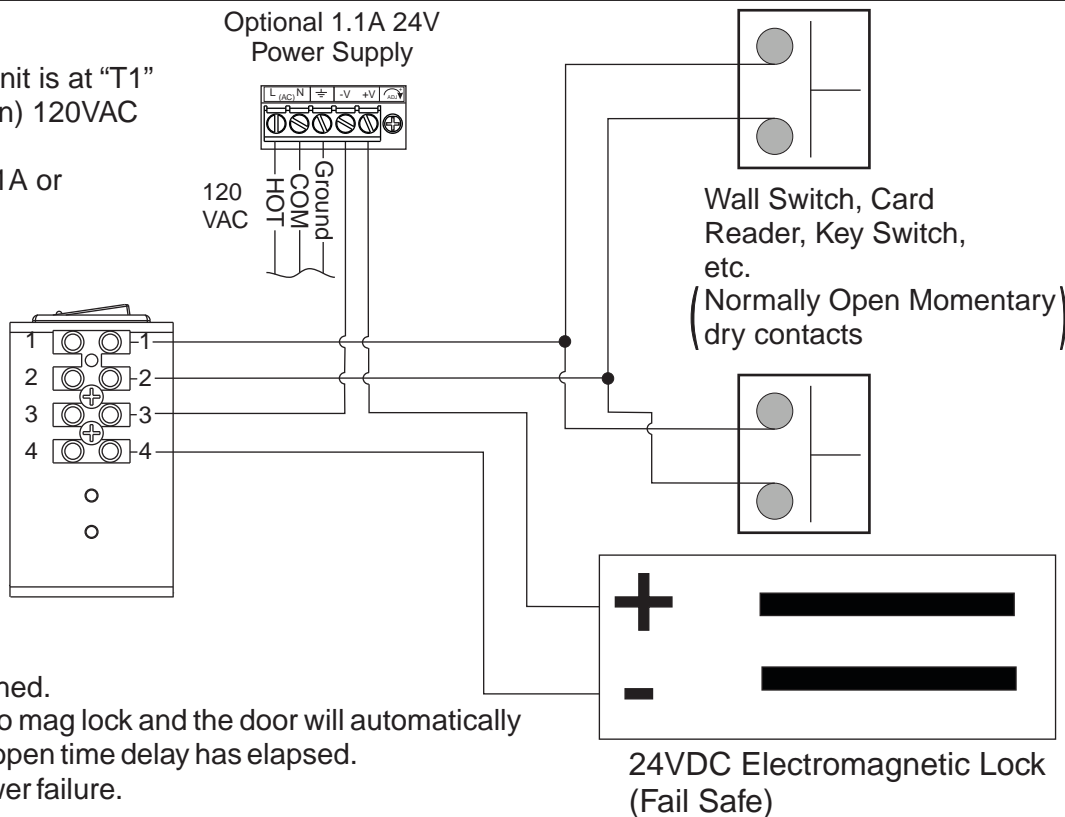 Optional 1.1A 24V
Power Supply
nit is at “T1”
n) 120VAC
1A or
L (AC) N -V +V ADJ
120
VAC
HOT
COM
Ground
Wall Switch, Card
Reader, Key Switch,
etc.
(Normally Open Momentary)
dry contacts
1 1
2 2
3 3
4 4
+
-
ned.
o mag lock and the door will automatically
open time delay has elapsed.
wer failure.
24VDC Electromagnetic Lock
(Fail Safe)